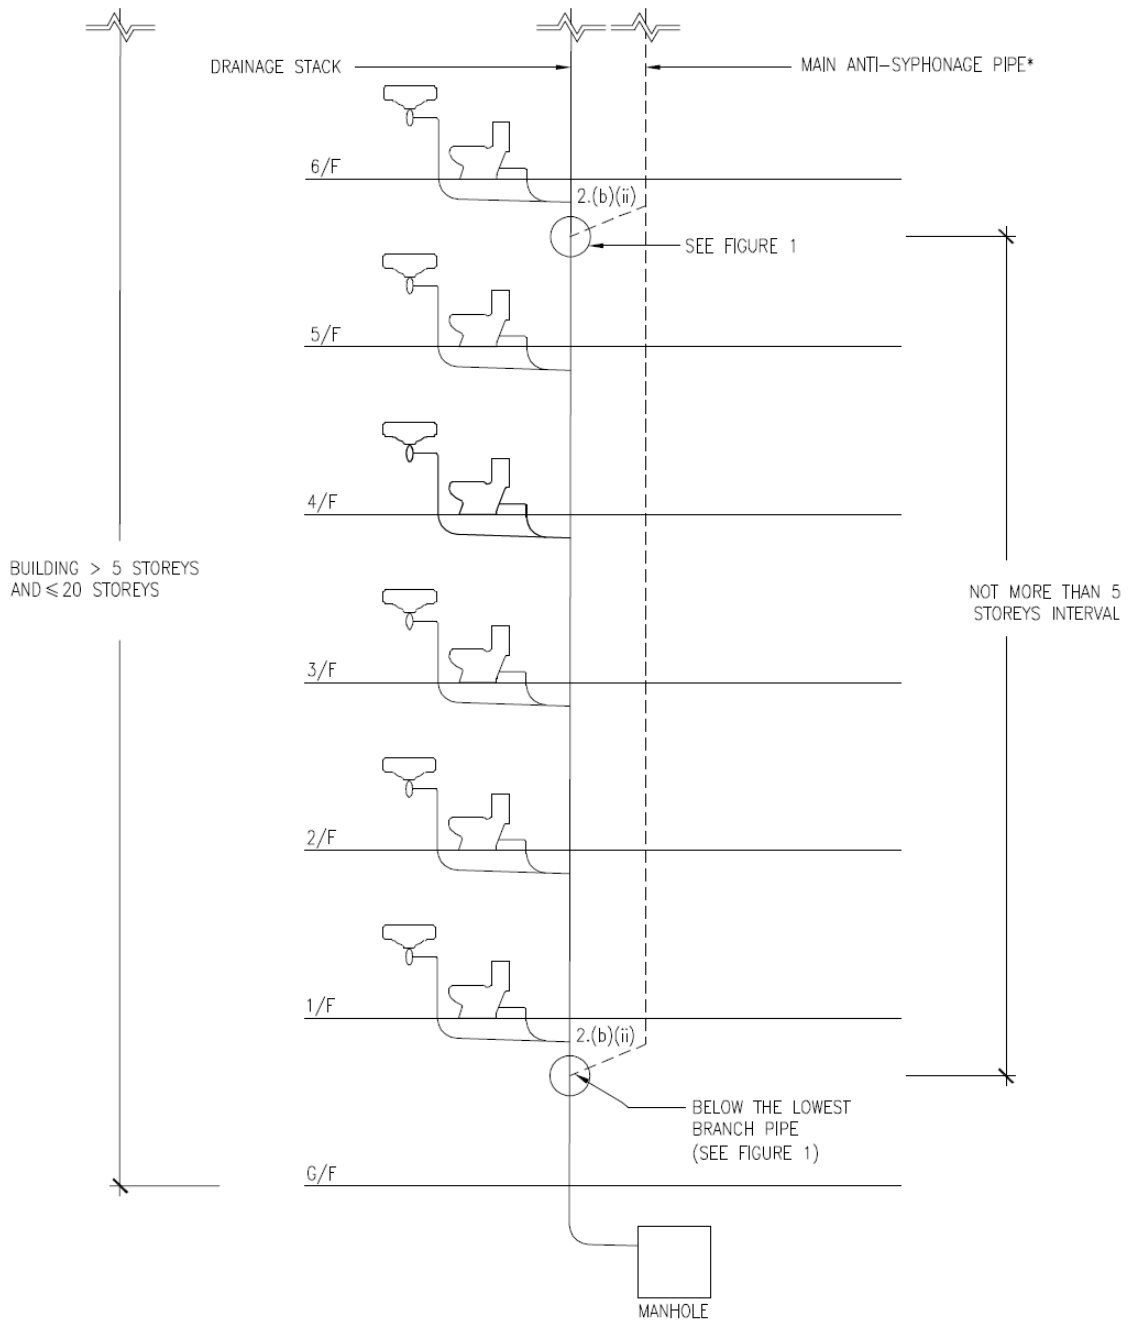 DRAINAGE STACK
MAIN ANTI-SYPHONAGE PIPE*
6/F
2.(b)(ii)
SEE FIGURE 1
5/F
4/F
BUILDING > 5 STOREYS
AND ≤ 20 STOREYS
NOT MORE THAN 5
STOREYS INTERVAL
3/F
2/F
1/F
2.(b)(ii)
BELOW THE LOWEST
BRANCH PIPE
(SEE FIGURE 1)
G/F
MANHOLE